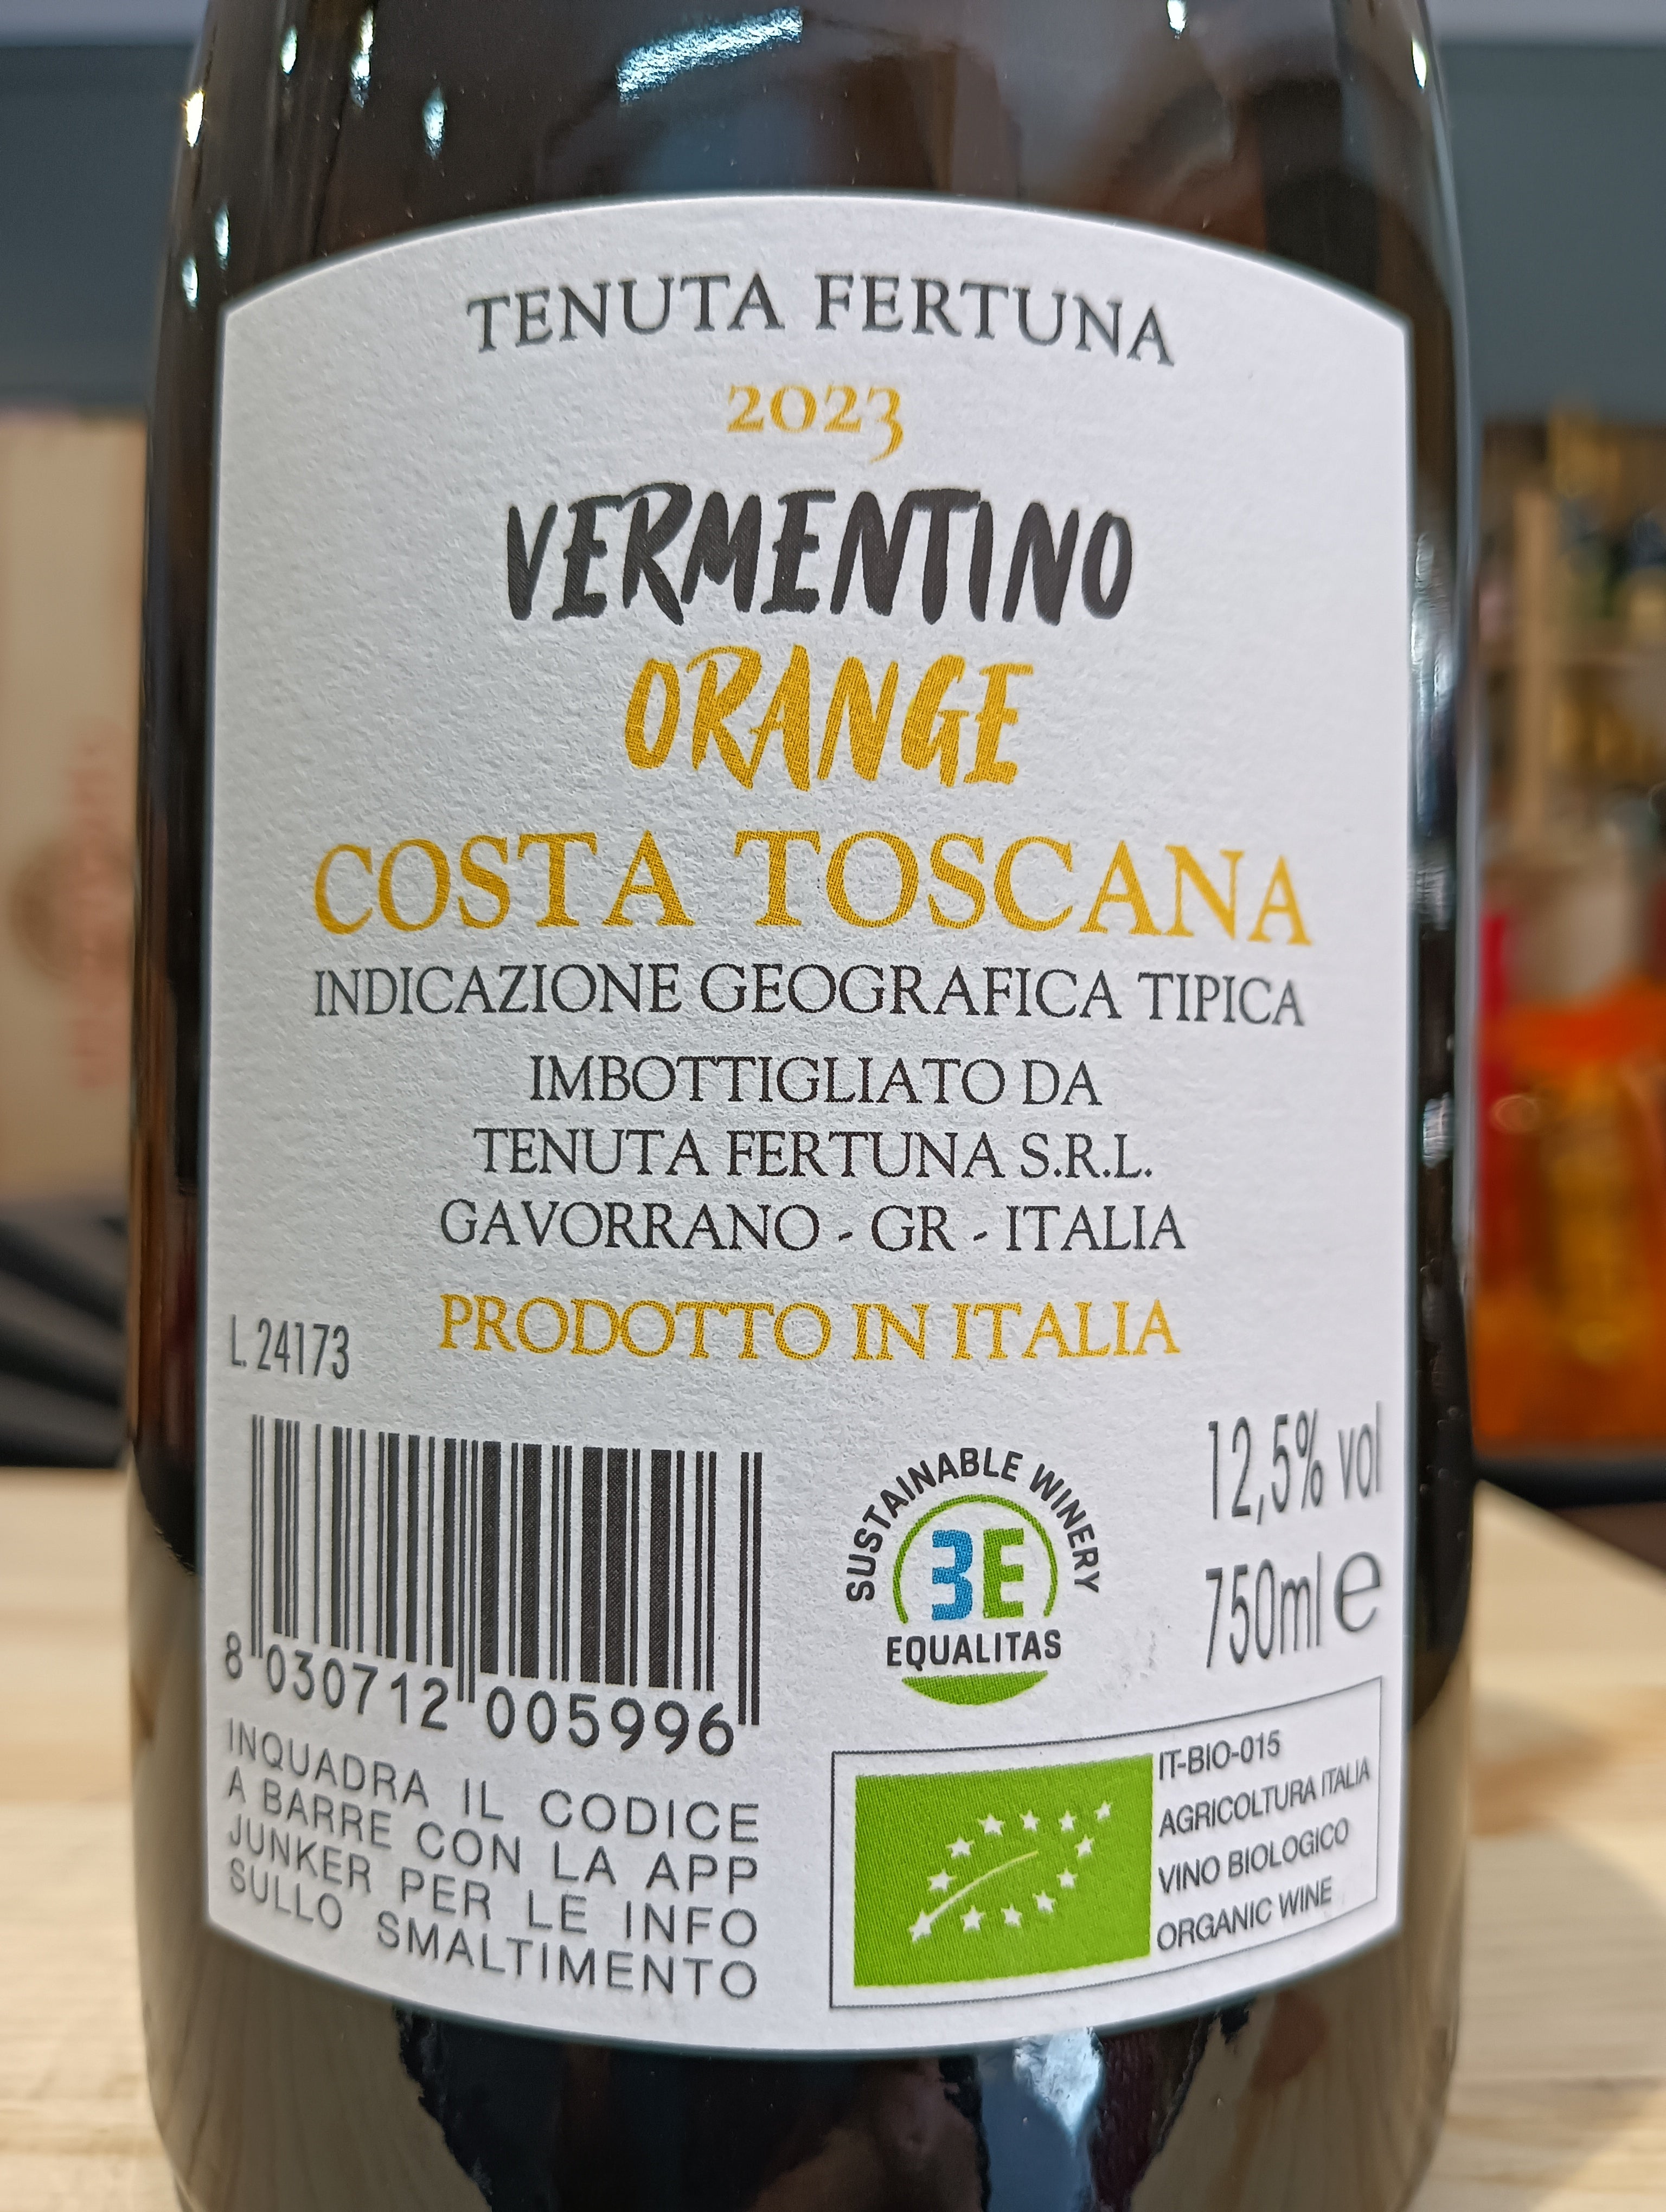 TENUTA FERTUNA
2023
VERMENTINO
ORANGE
COSTA TOSCANA
INDICAZIONE GEOGRAFICA TIPICA
IMBOTTIGLIATO DA
TENUTA FERTUNA S.R.L.
GAVORRANO - GR - ITALIA
PRODOTTO IN ITALIA
L 24173
8 030712 005996
INQUADRA IL CODICE
A BARRE CON LA APP
JUNKER PER LE INFO
SULLO SMALTIMENTO
SUSTAINABLE WINERY
3E
EQUALITAS
12,5% vol
750ml e
IT-BIO-015
AGRICOLTURA ITALIA
VINO BIOLOGICO
ORGANIC WINE